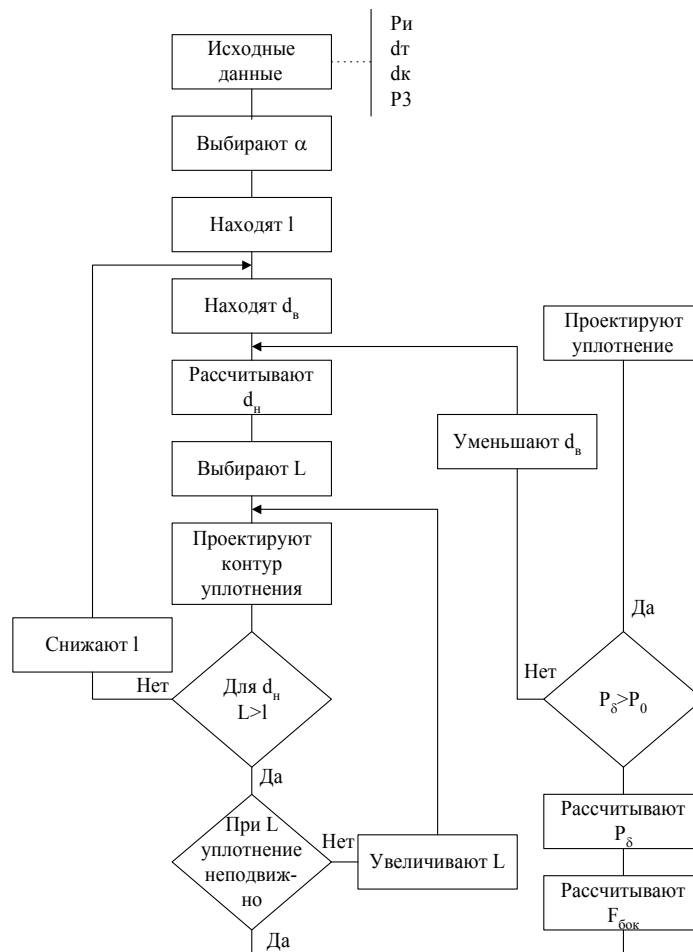 Pи
dт
dк
P3
Исходные
данные
Выбирают α
Находят l
Находят dв
Рассчитывают
dн
Выбирают L
Проектируют
контур
уплотнения
Снижают l
Нет
Для dн
L>l
Да
При L
уплотнение
неподвиж-
но
Нет
Увеличивают L
Да
Проектируют
уплотнение
Уменьшают dв
Да
Нет
Pδ>P0
Рассчитывают
Pδ
Рассчитывают
Fбок